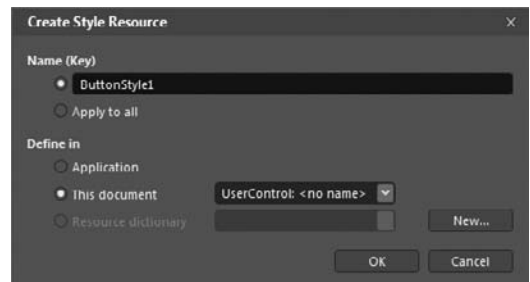 Create Style Resource
Name (Key)
ButtonStyle1
Apply to all
Define in
Application
This document UserControl: <no name>
Resource dictionary New...
OK Cancel